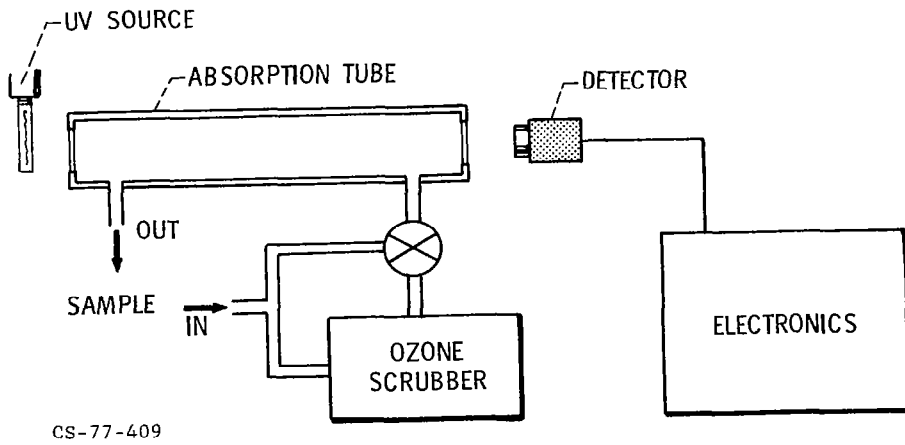 UV SOURCE
ABSORPTION TUBE
DETECTOR
OUT
SAMPLE
IN
OZONE
SCRUBBER
ELECTRONICS
CS-77-409